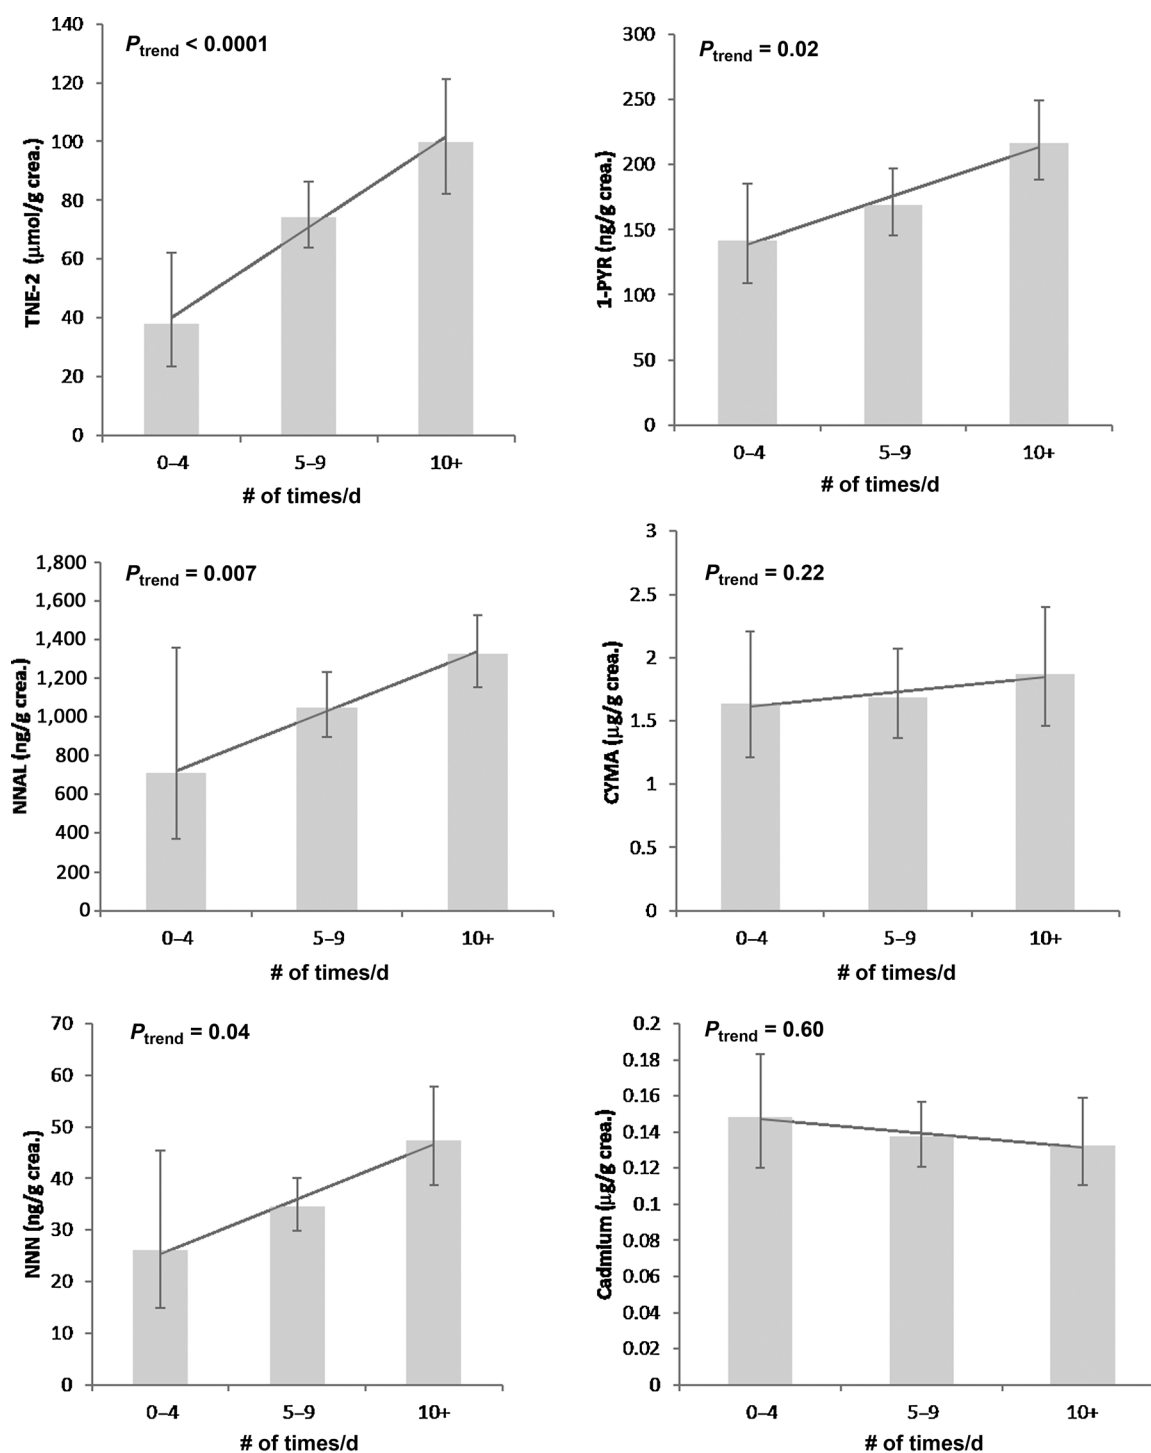 140
120
100
80
60
40
20
0
TNE-2 (μmol/g crea.)
Ptrend < 0.0001
0–4 5–9 10+
# of times/d
300
250
200
150
100
50
0
1-PYR (ng/g crea.)
Ptrend = 0.02
0–4 5–9 10+
# of times/d
1,800
1,600
1,400
1,200
1,000
800
600
400
200
0
NNAL (ng/g crea.)
Ptrend = 0.007
0–4 5–9 10+
# of times/d
3
2.5
2
1.5
1
0.5
0
CYMA (μg/g crea.)
Ptrend = 0.22
0–4 5–9 10+
# of times/d
70
60
50
40
30
20
10
0
NNN (ng/g crea.)
Ptrend = 0.04
0–4 5–9 10+
# of times/d
0.2
0.18
0.16
0.14
0.12
0.1
0.08
0.06
0.04
0.02
0
Cadmium (μg/g crea.)
Ptrend = 0.60
0–4 5–9 10+
# of times/d